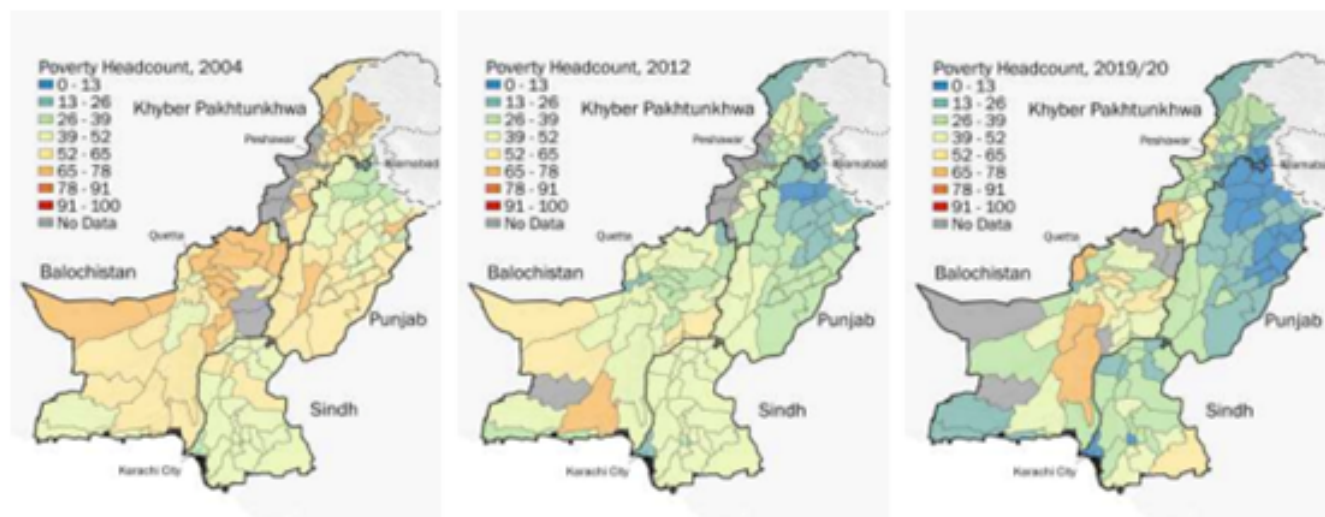 Poverty Headcount, 2004
0 - 13
13 - 26
26 - 39
39 - 52
52 - 65
65 - 78
78 - 91
91 - 100
No Data
Khyber Pakhtunkhwa
Peshawar
Islamabad
Quetta
Balochistan
Punjab
Sindh
Karachi City
Poverty Headcount, 2012
0 - 13
13 - 26
26 - 39
39 - 52
52 - 65
65 - 78
78 - 91
91 - 100
No Data
Khyber Pakhtunkhwa
Peshawar
Islamabad
Quetta
Balochistan
Punjab
Sindh
Karachi City
Poverty Headcount, 2019/20
0 - 13
13 - 26
26 - 39
39 - 52
52 - 65
65 - 78
78 - 91
91 - 100
No Data
Khyber Pakhtunkhwa
Peshawar
Islamabad
Quetta
Balochistan
Punjab
Sindh
Karachi City